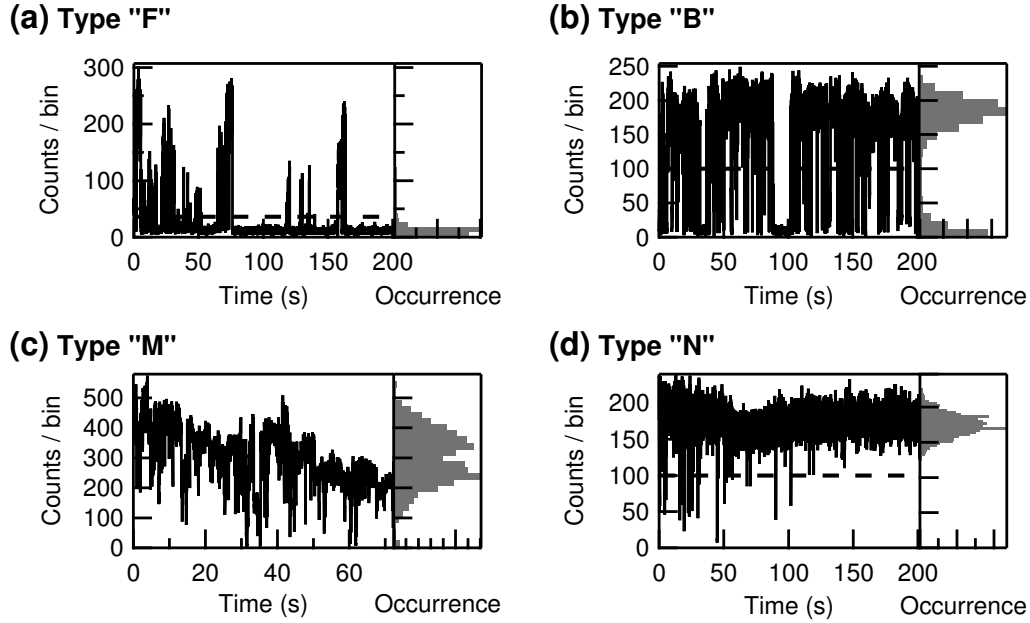 (a) Type "F"
Counts / bin
300
200
100
0
0 50 100 150 200
Time (s) Occurrence
(b) Type "B"
Counts / bin
250
200
150
100
50
0
0 50 100 150 200
Time (s) Occurrence
(c) Type "M"
Counts / bin
500
400
300
200
100
0
0 20 40 60
Time (s) Occurrence
(d) Type "N"
Counts / bin
200
150
100
50
0
0 50 100 150 200
Time (s) Occurrence